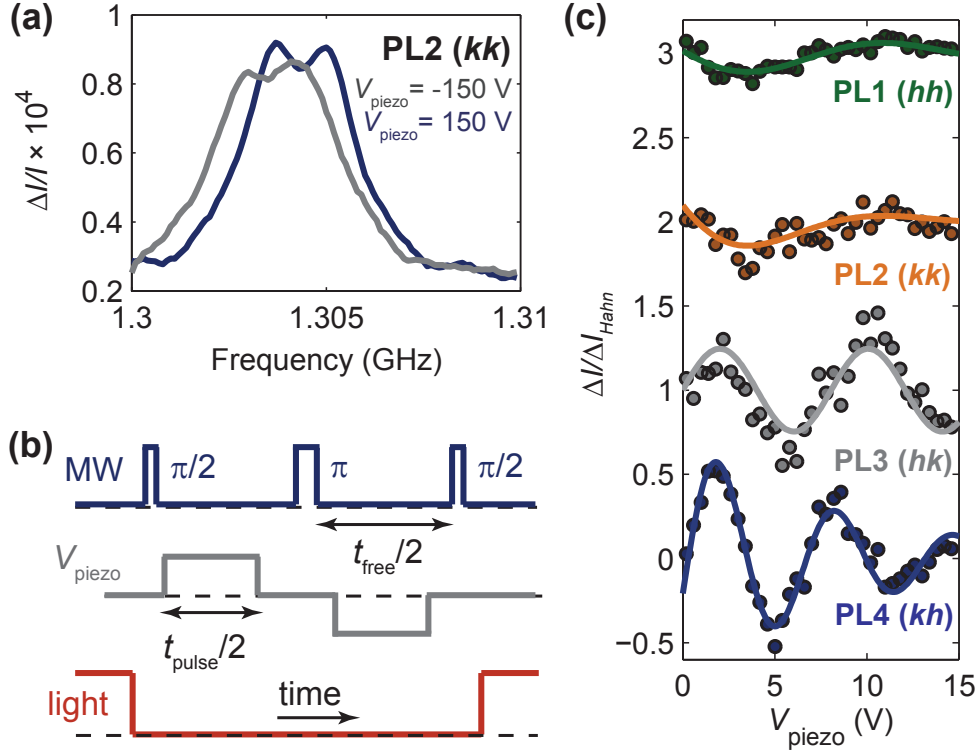 (a)
PL2 (kk)
V_piezo = -150 V
V_piezo = 150 V
ΔI/I × 10^4
1
0.8
0.6
0.4
0.2
1.3
1.305
1.31
Frequency (GHz)
(b)
MW
π/2
π
π/2
t_free/2
V_piezo
t_pulse/2
light
time
(c)
3
2.5
2
1.5
1
0.5
0
−0.5
ΔI/ΔI_Hahn
PL1 (hh)
PL2 (kk)
PL3 (hk)
PL4 (kh)
0
5
10
15
V_piezo (V)